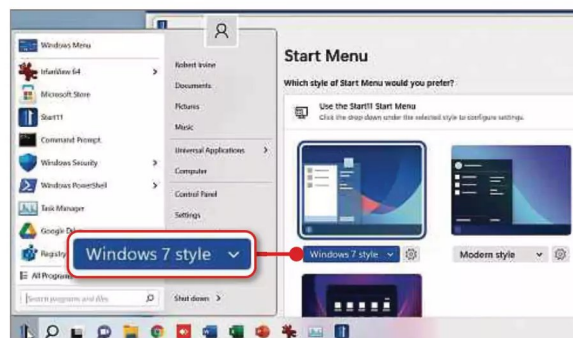 Windows Menu
IrfanView 64
Microsoft Store
Start11
Command Prompt
Windows Security
Windows PowerShell
Task Manager
Google
Registry
All Programs
Search programs and files
Robert Irvine
Documents
Pictures
Music
Universal Applications
Computer
Control Panel
Settings
Shut down
Windows 7 style
Start Menu
Which style of Start Menu would you prefer?
Use the Start11 Start Menu
Click the drop down under the selected style to configure settings.
Windows 7 style
Modern style